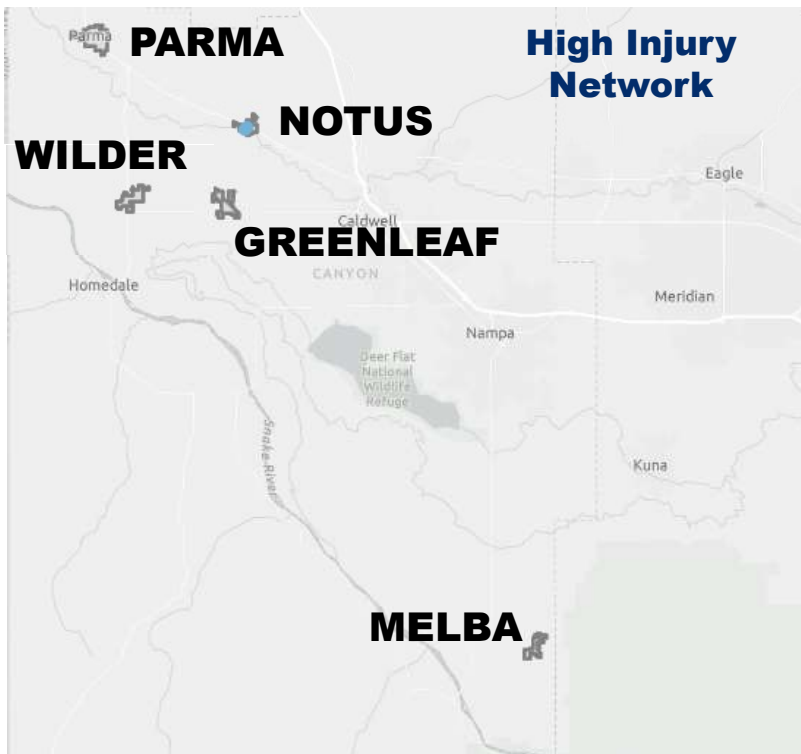 High Injury
Network
Parma
PARMA
NOTUS
WILDER
Eagle
Caldwell
GREENLEAF
CANYON
Homedale
Meridian
Nampa
Deer Flat
National
Wildlife
Refuge
Snake River
Kuna
MELBA